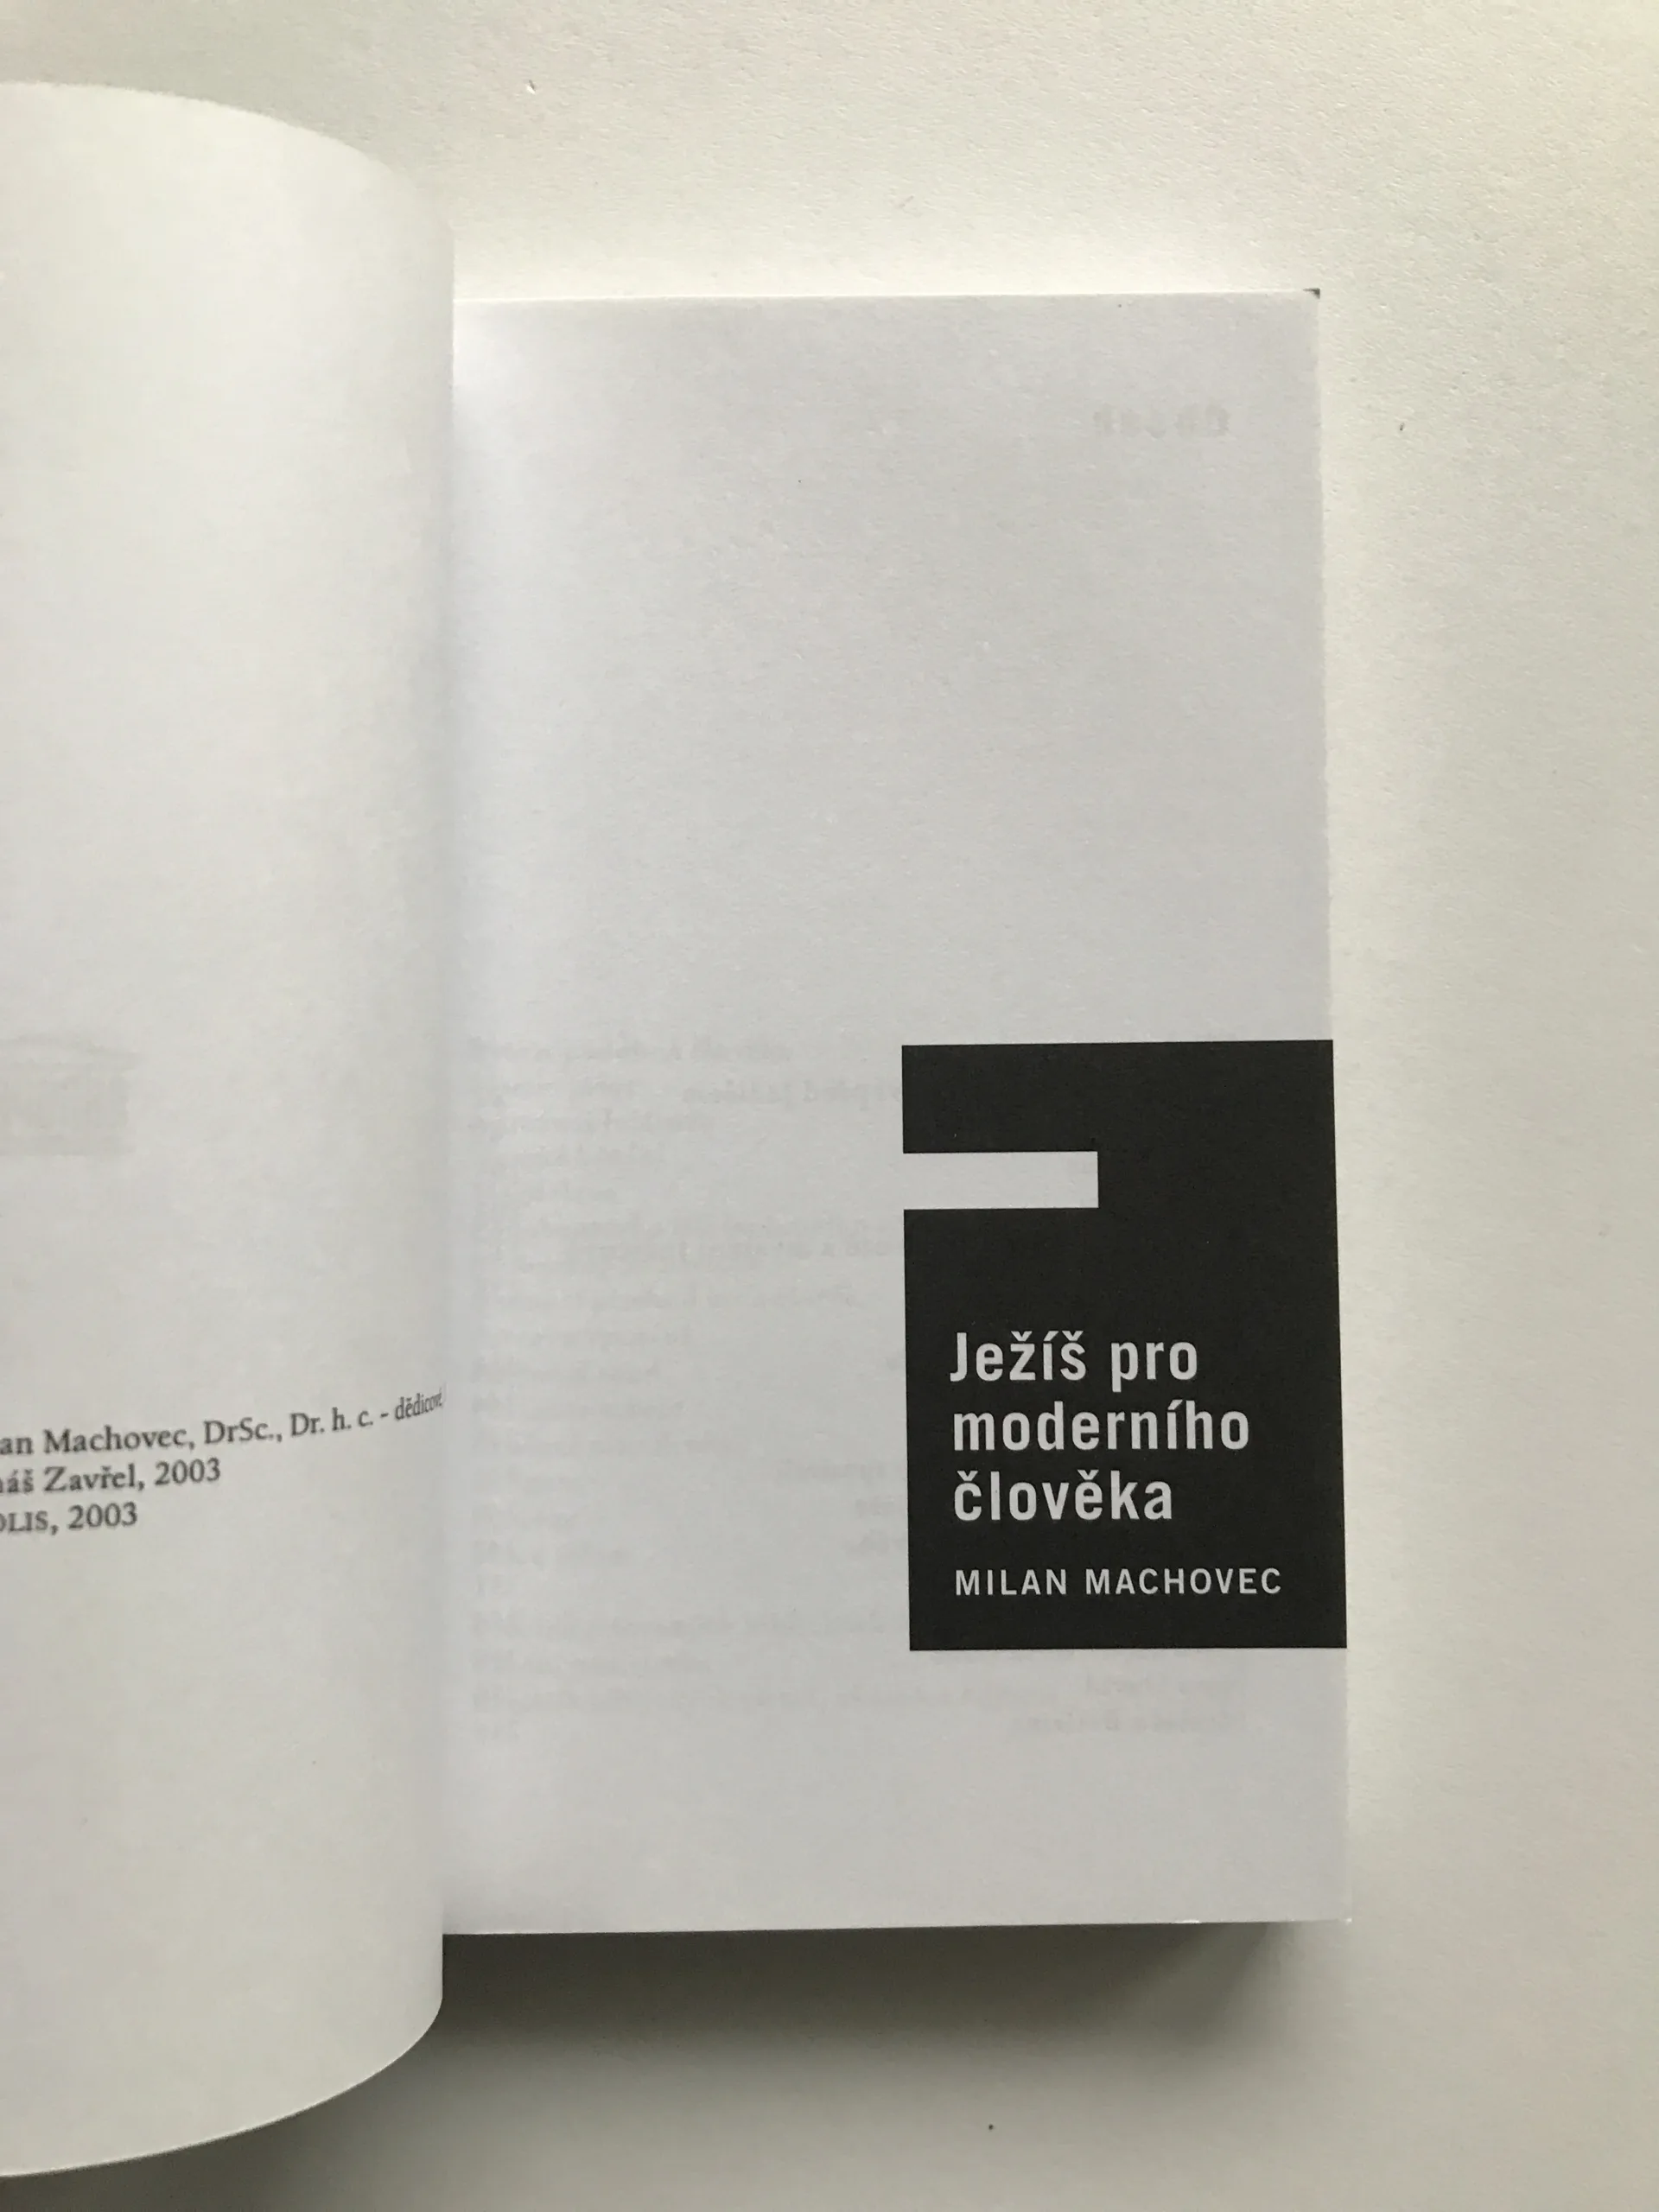 an Machovec, DrSc., Dr. h. c. - dědicové
áš Zavřel, 2003
OLIS, 2003
Ježíš pro
moderního
člověka
MILAN MACHOVEC